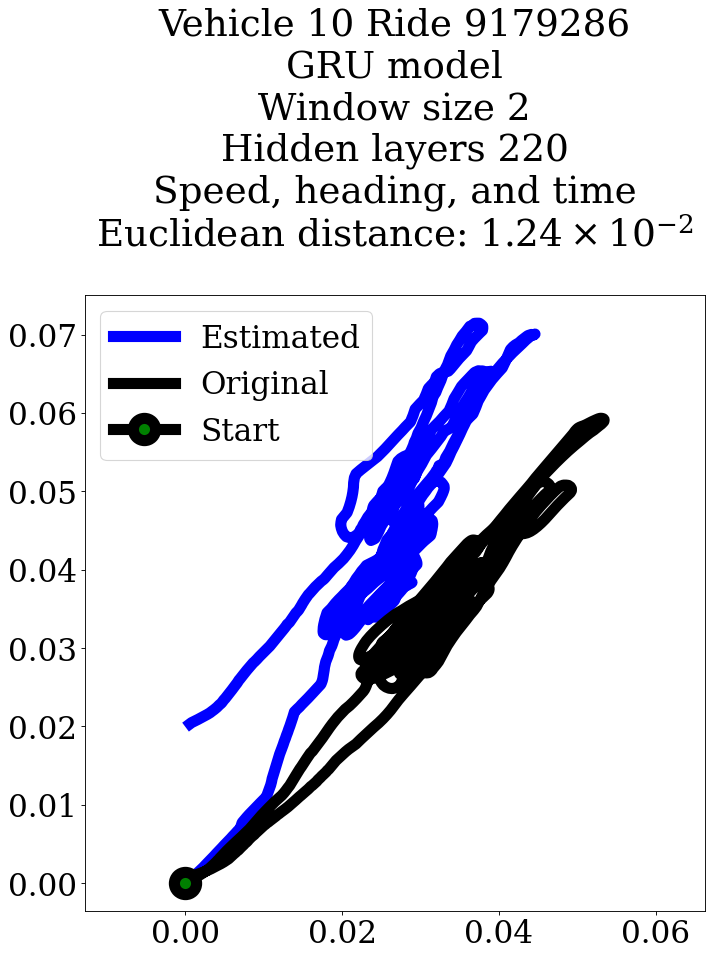 Vehicle 10 Ride 9179286
GRU model
Window size 2
Hidden layers 220
Speed, heading, and time
Euclidean distance: 1.24 × 10⁻²
Estimated
Original
Start
0.07
0.06
0.05
0.04
0.03
0.02
0.01
0.00
0.00 0.02 0.04 0.06